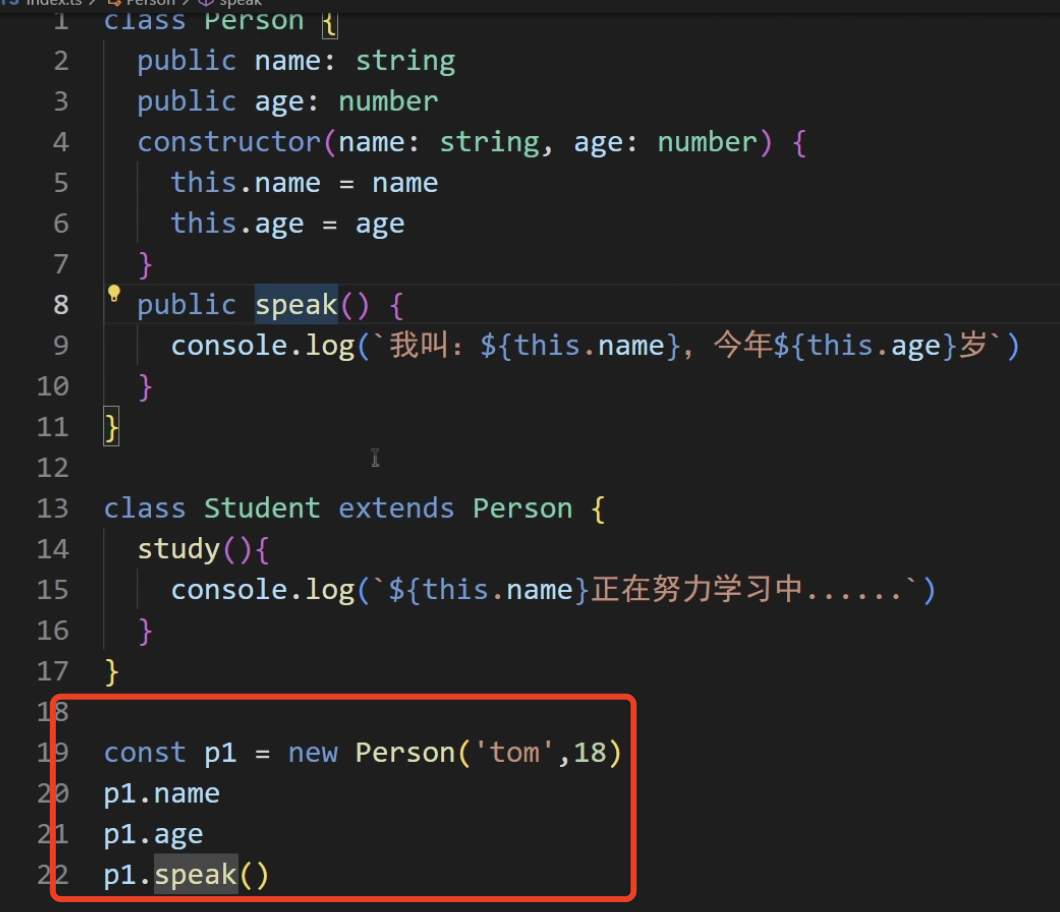 TS index.ts > Person > speak
1 class Person {
2 public name: string
3 public age: number
4 constructor(name: string, age: number) {
5 this.name = name
6 this.age = age
7 }
8 public speak() {
9 console.log(`我叫：${this.name}，今年${this.age}岁`)
10 }
11 }
12
13 class Student extends Person {
14 study(){
15 console.log(`${this.name}正在努力学习中......`)
16 }
17 }
18
19 const p1 = new Person('tom',18)
20 p1.name
21 p1.age
22 p1.speak()